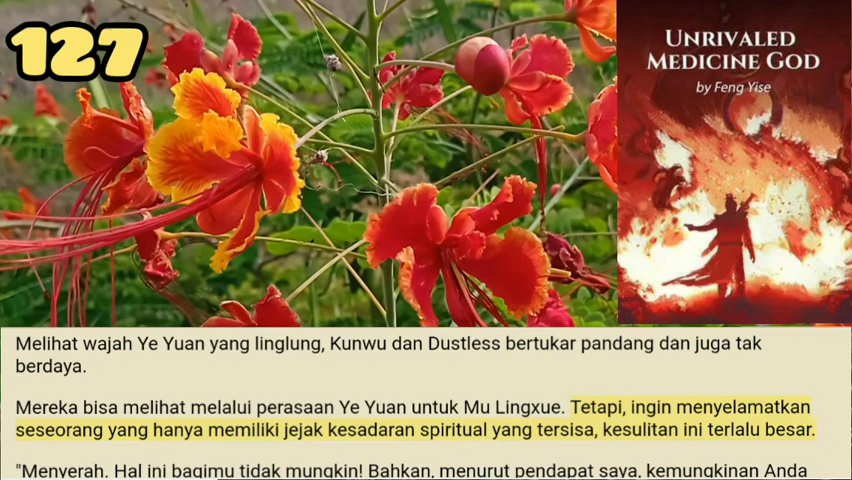 127
UNRIVALED
MEDICINE GOD
by Feng Yise
Melihat wajah Ye Yuan yang linglung, Kunwu dan Dustless bertukar pandang dan juga tak
berdaya.
Mereka bisa melihat melalui perasaan Ye Yuan untuk Mu Lingxue. Tetapi, ingin menyelamatkan
seseorang yang hanya memiliki jejak kesadaran spiritual yang tersisa, kesulitan ini terlalu besar.
"Menyerah. Hal ini bagimu tidak mungkin! Bahkan, menurut pendapat saya, kemungkinan Anda